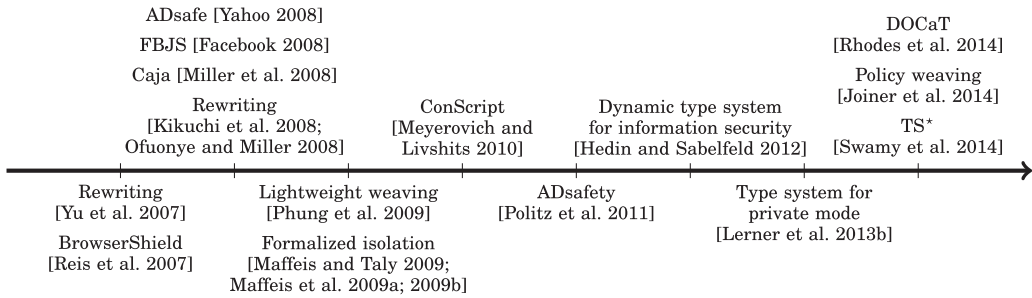 ADsafe [Yahoo 2008]
FBJS [Facebook 2008]
Caja [Miller et al. 2008]
Rewriting
[Kikuchi et al. 2008;
Ofuonye and Miller 2008]
ConScript
[Meyerovich and
Livshits 2010]
Dynamic type system
for information security
[Hedin and Sabelfeld 2012]
DOCaT
[Rhodes et al. 2014]
Policy weaving
[Joiner et al. 2014]
TS*
[Swamy et al. 2014]
Rewriting
[Yu et al. 2007]
BrowserShield
[Reis et al. 2007]
Lightweight weaving
[Phung et al. 2009]
Formalized isolation
[Maffeis and Taly 2009;
Maffeis et al. 2009a; 2009b]
ADsafety
[Politz et al. 2011]
Type system for
private mode
[Lerner et al. 2013b]